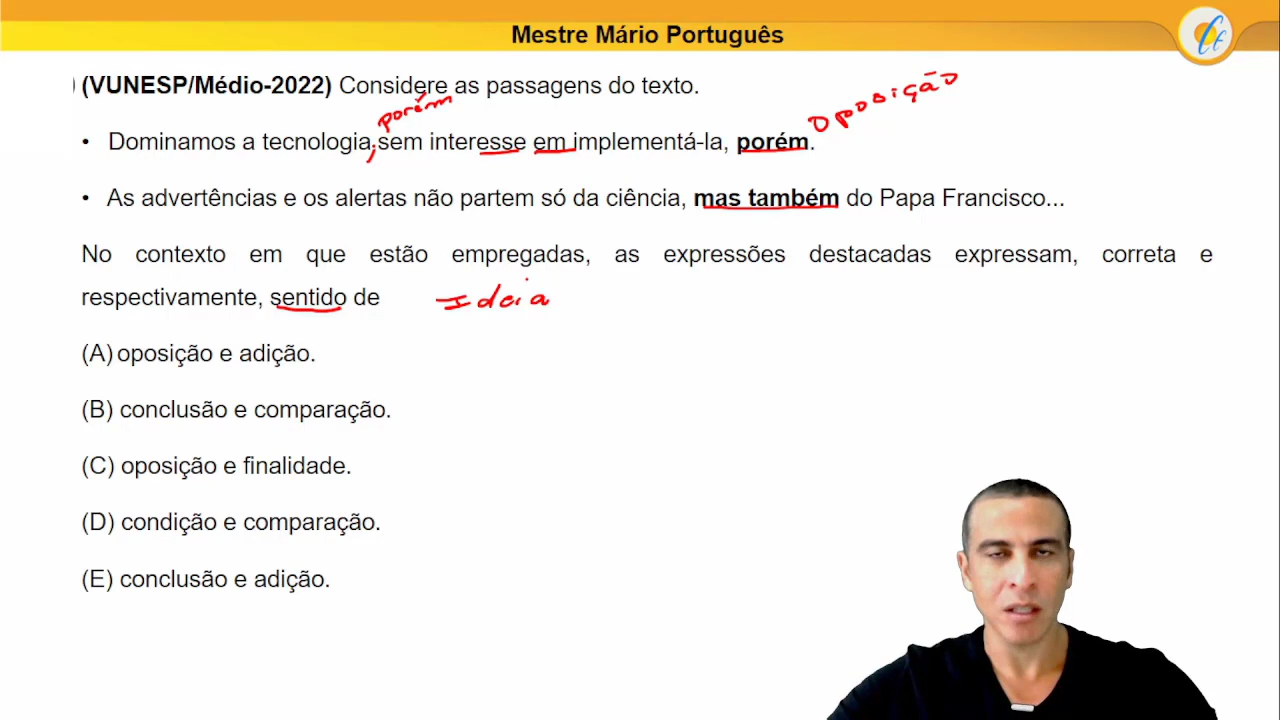 Mestre Mário Português
) (VUNESP/Médio-2022) Considere as passagens do texto.
porém
oposição
• Dominamos a tecnologia, sem interesse em implementá-la, porém.
• As advertências e os alertas não partem só da ciência, mas também do Papa Francisco...
No contexto em que estão empregadas, as expressões destacadas expressam, correta e
respectivamente, sentido de
Ideia
(A) oposição e adição.
(B) conclusão e comparação.
(C) oposição e finalidade.
(D) condição e comparação.
(E) conclusão e adição.